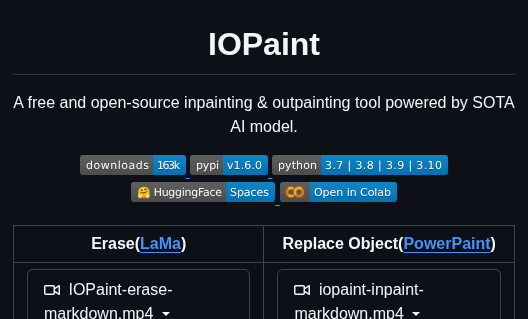 IOPaint
A free and open-source inpainting & outpainting tool powered by SOTA
AI model.
downloads 163k pypi v1.6.0 python 3.7 | 3.8 | 3.9 | 3.10
HuggingFace Spaces Open in Colab
Erase(LaMa) Replace Object(PowerPaint)
IOPaint-erase- iopaint-inpaint-
markdown.mp4 markdown.mp4